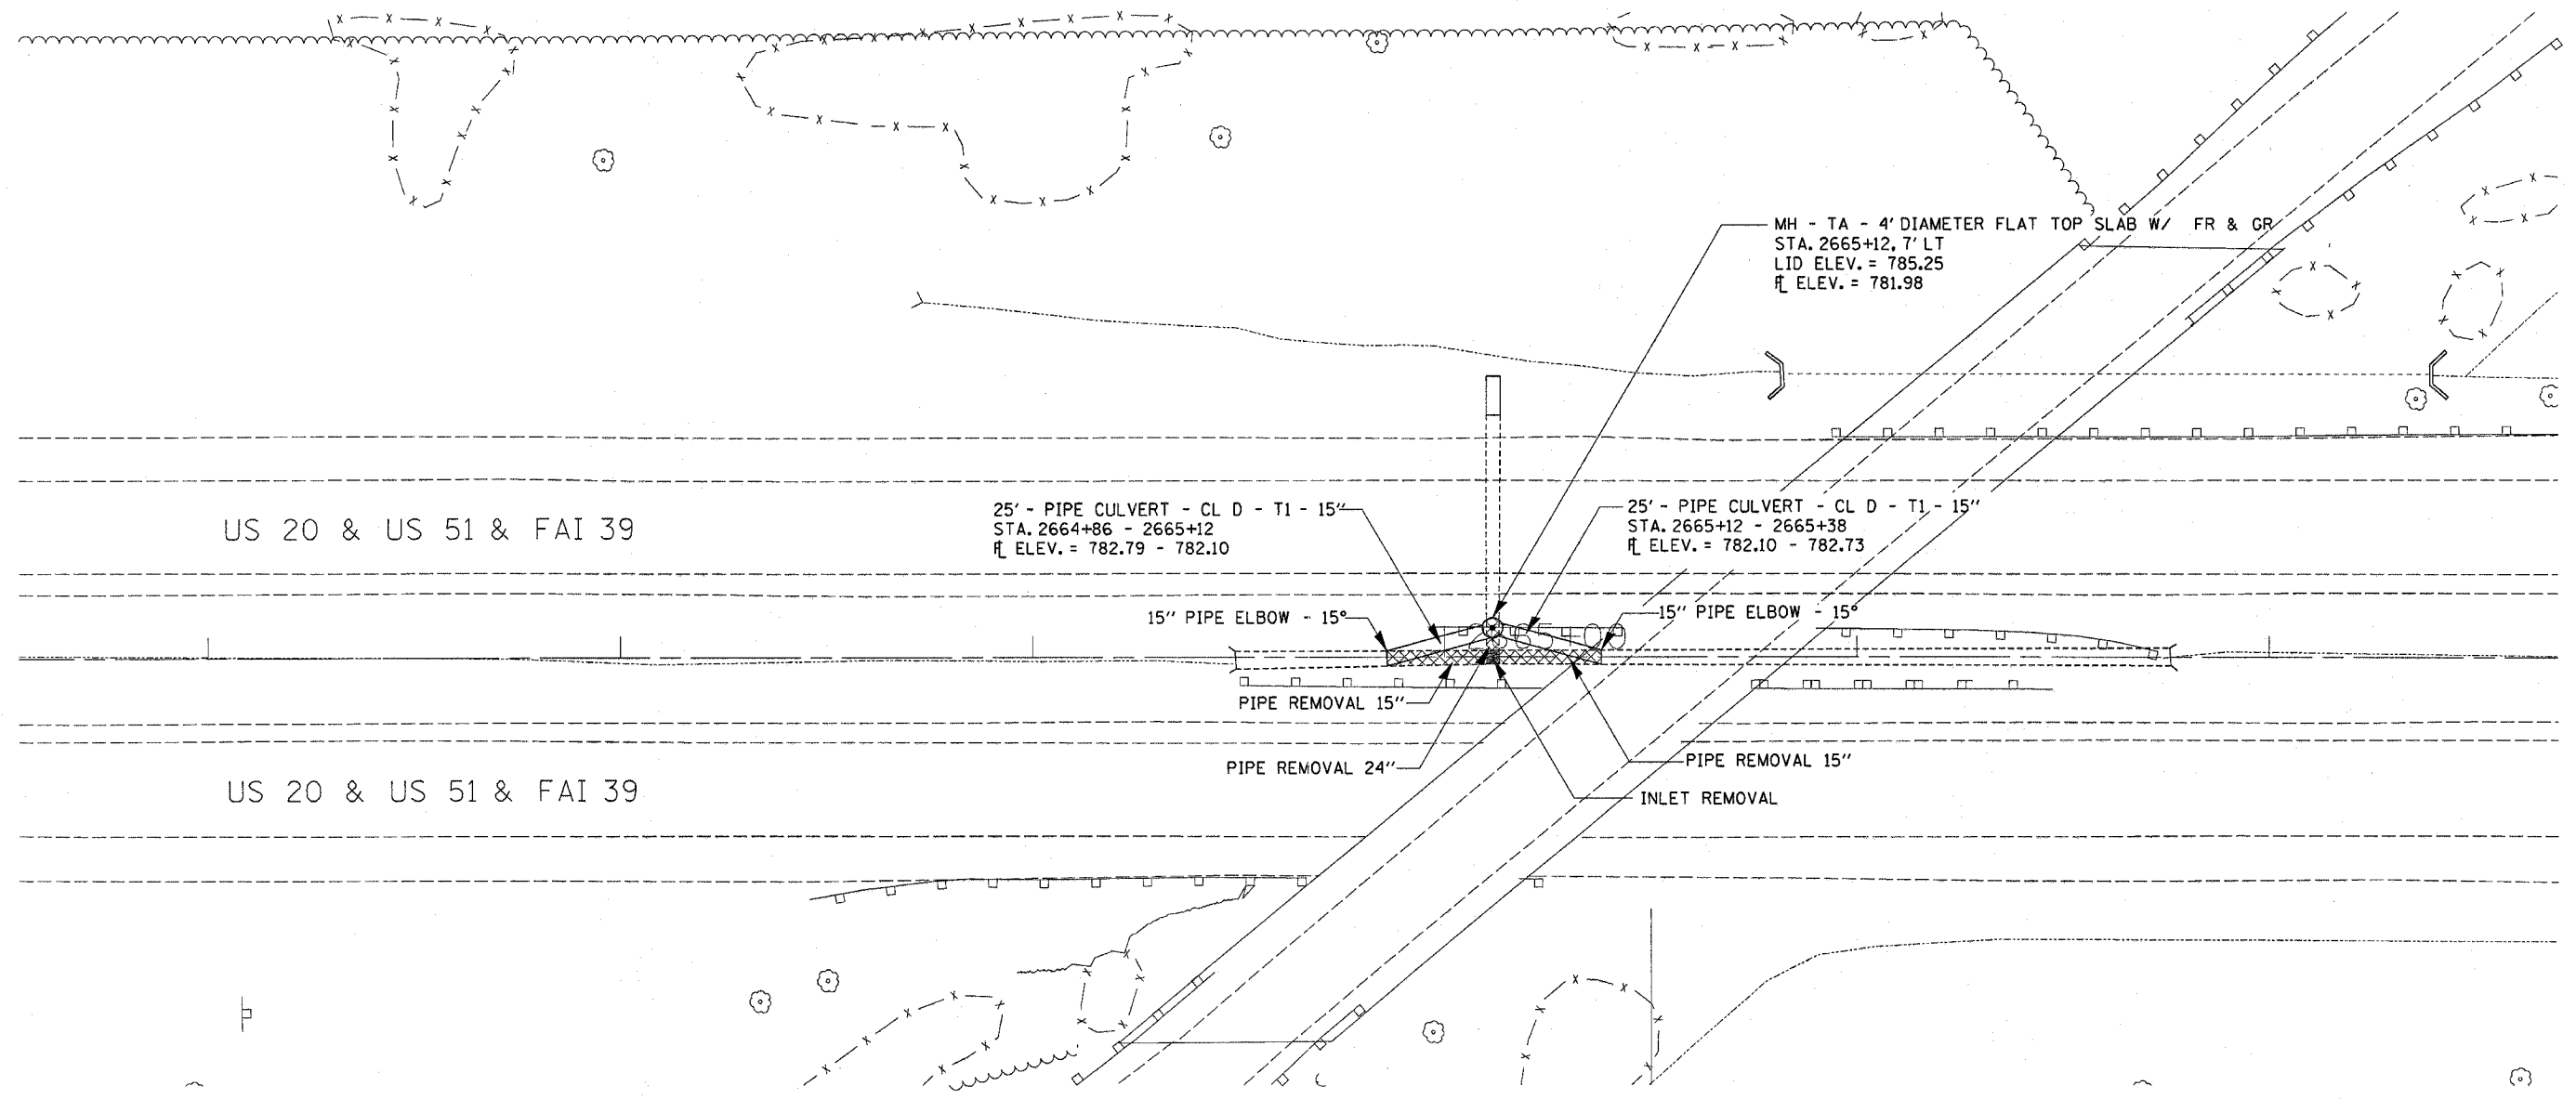 MH - TA - 4' DIAMETER FLAT TOP SLAB W/ FR & GR
STA. 2665+12, 7' LT
LID ELEV. = 785.25
FL ELEV. = 781.98
25' - PIPE CULVERT - CL D - T1 - 15"
STA. 2664+86 - 2665+12
FL ELEV. = 782.79 - 782.10
25' - PIPE CULVERT - CL D - T1 - 15"
STA. 2665+12 - 2665+38
FL ELEV. = 782.10 - 782.73
US 20 & US 51 & FAI 39
15" PIPE ELBOW - 15°
15" PIPE ELBOW - 15°
PIPE REMOVAL 15"
PIPE REMOVAL 24"
PIPE REMOVAL 15"
US 20 & US 51 & FAI 39
INLET REMOVAL